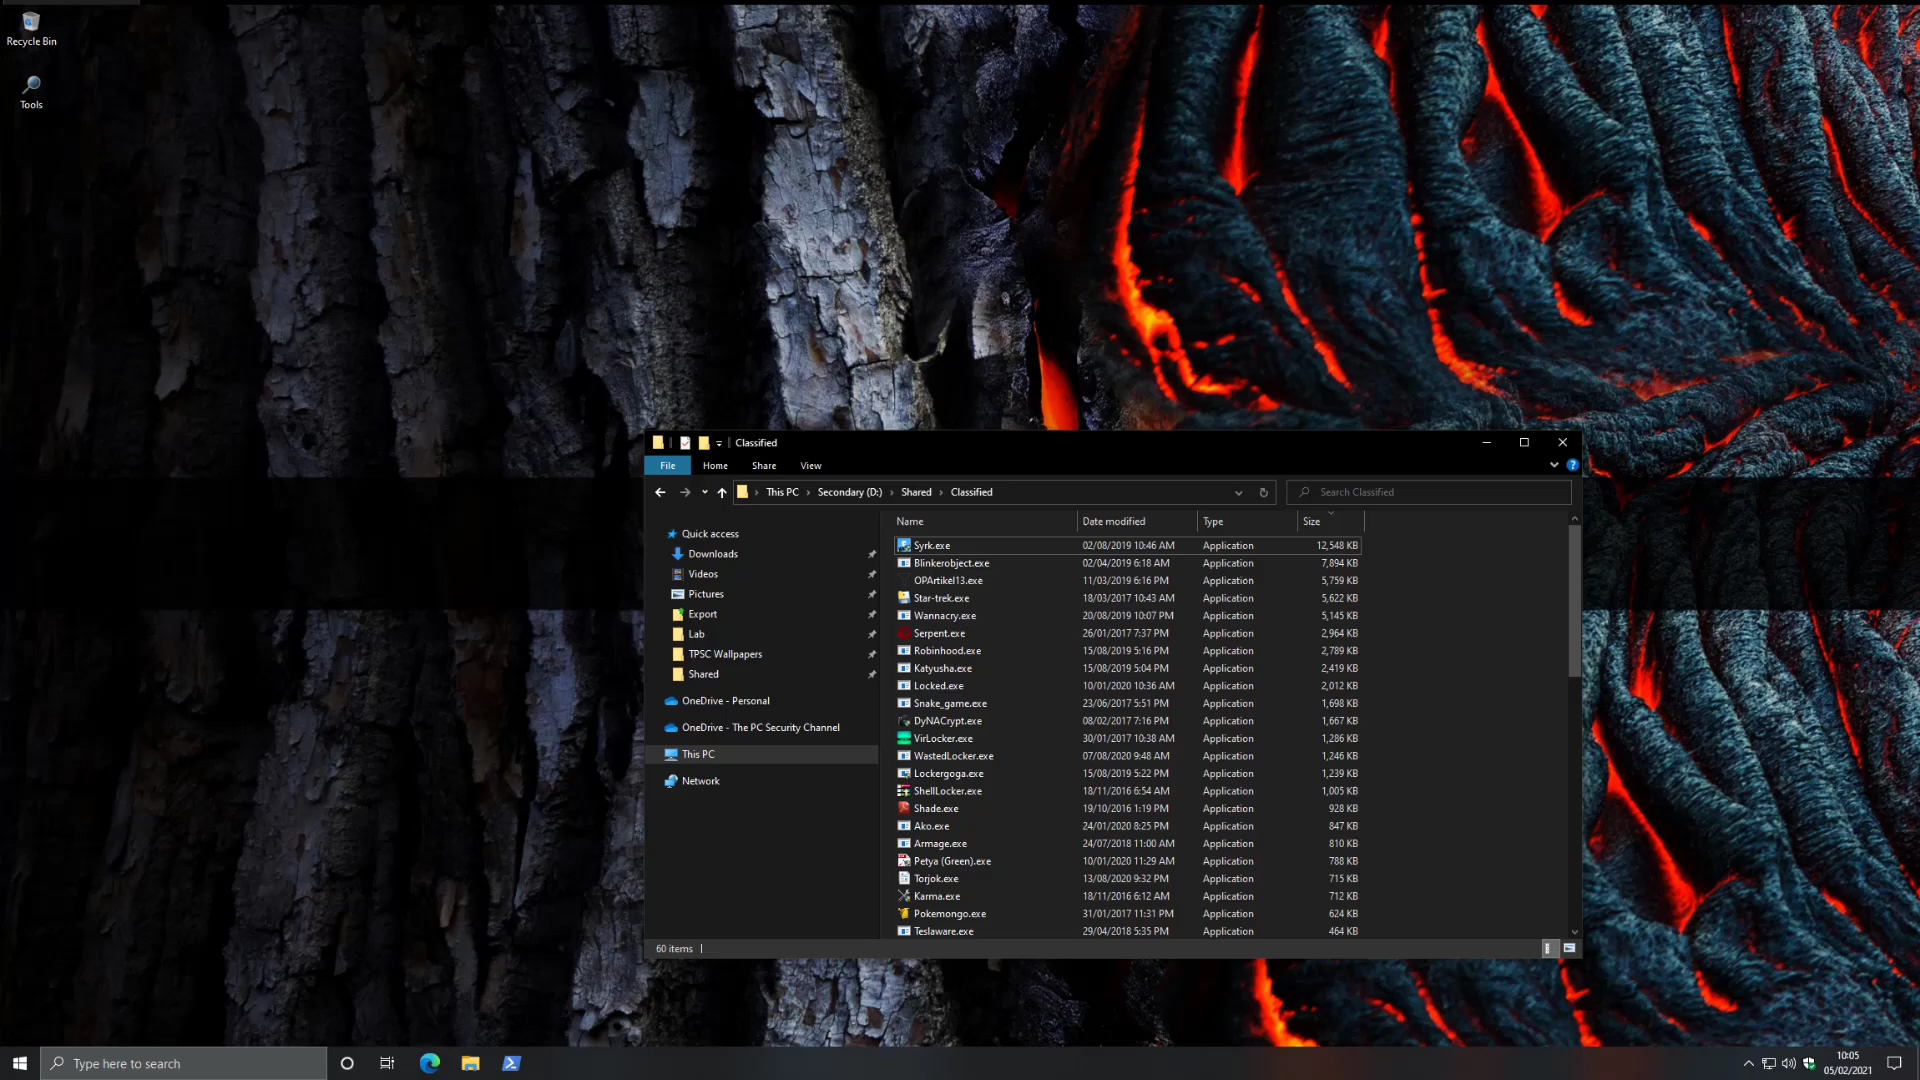 Recycle Bin
Tools
Classified
File Home Share View
This PC Secondary (D:) Shared Classified
Search Classified
Name Date modified Type Size
Quick access
Downloads
Videos
Pictures
Export
Lab
TPSC Wallpapers
Shared
OneDrive - Personal
OneDrive - The PC Security Channel
This PC
Network
Syrk.exe 02/08/2019 10:46 AM Application 12,548 KB
Blinkerobject.exe 02/04/2019 6:18 AM Application 7,894 KB
OPArtikel13.exe 11/03/2019 6:16 PM Application 5,759 KB
Star-trek.exe 18/03/2017 10:43 AM Application 5,622 KB
Wannacry.exe 20/08/2019 10:07 PM Application 5,145 KB
Serpent.exe 26/01/2017 7:37 PM Application 2,964 KB
Robinhood.exe 15/08/2019 5:16 PM Application 2,789 KB
Katyusha.exe 15/08/2019 5:04 PM Application 2,419 KB
Locked.exe 10/01/2020 10:36 AM Application 2,012 KB
Snake_game.exe 23/06/2017 5:51 PM Application 1,698 KB
DyNACrypt.exe 08/02/2017 7:16 PM Application 1,667 KB
VirLocker.exe 30/01/2017 10:38 AM Application 1,286 KB
WastedLocker.exe 07/08/2020 9:48 AM Application 1,246 KB
Lockergoga.exe 15/08/2019 5:22 PM Application 1,239 KB
ShellLocker.exe 18/11/2016 6:54 AM Application 1,005 KB
Shade.exe 19/10/2016 1:19 PM Application 928 KB
Ako.exe 24/01/2020 8:25 PM Application 847 KB
Armage.exe 24/07/2018 11:00 AM Application 810 KB
Petya (Green).exe 10/01/2020 11:29 AM Application 788 KB
Torjok.exe 13/08/2020 9:32 PM Application 715 KB
Karma.exe 18/11/2016 6:12 AM Application 712 KB
Pokemongo.exe 31/01/2017 11:31 PM Application 624 KB
Teslaware.exe 29/04/2018 5:35 PM Application 464 KB
60 items
Type here to search
10:05
05/02/2021